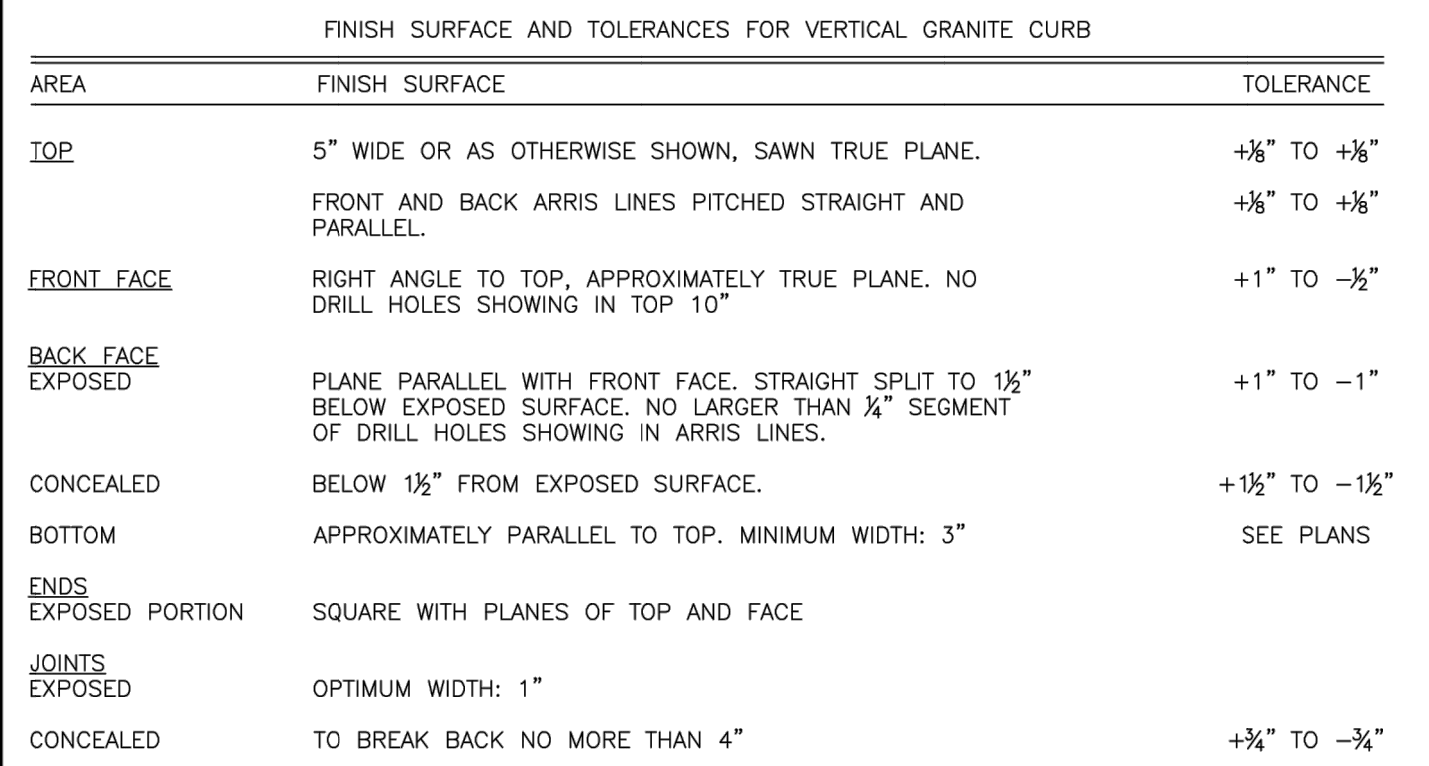 FINISH SURFACE AND TOLERANCES FOR VERTICAL GRANITE CURB
AREA FINISH SURFACE TOLERANCE
TOP 5” WIDE OR AS OTHERWISE SHOWN, SAWN TRUE PLANE. +⅛” TO +⅛”
FRONT AND BACK ARRIS LINES PITCHED STRAIGHT AND +⅛” TO +⅛”
PARALLEL.
FRONT FACE RIGHT ANGLE TO TOP, APPROXIMATELY TRUE PLANE. NO +1” TO −½”
DRILL HOLES SHOWING IN TOP 10”
BACK FACE
EXPOSED PLANE PARALLEL WITH FRONT FACE. STRAIGHT SPLIT TO 1½” +1” TO −1”
BELOW EXPOSED SURFACE. NO LARGER THAN ¼” SEGMENT
OF DRILL HOLES SHOWING IN ARRIS LINES.
CONCEALED BELOW 1½” FROM EXPOSED SURFACE. +1½” TO −1½”
BOTTOM APPROXIMATELY PARALLEL TO TOP. MINIMUM WIDTH: 3” SEE PLANS
ENDS
EXPOSED PORTION SQUARE WITH PLANES OF TOP AND FACE
JOINTS
EXPOSED OPTIMUM WIDTH: 1”
CONCEALED TO BREAK BACK NO MORE THAN 4” +¾” TO −¾”